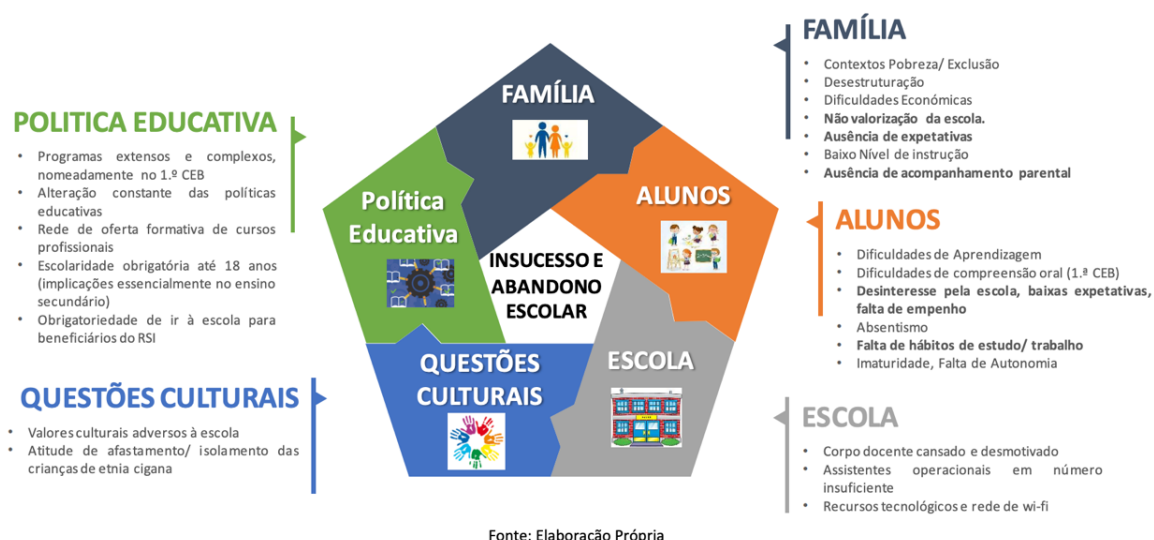 FAMÍLIA
Política
Educativa
ALUNOS
INSUCESSO E
ABANDONO
ESCOLAR
QUESTÕES
CULTURAIS
ESCOLA
POLITICA EDUCATIVA
• Programas extensos e complexos,
nomeadamente no 1.º CEB
• Alteração constante das políticas
educativas
• Rede de oferta formativa de cursos
profissionais
• Escolaridade obrigatória até 18 anos
(implicações essencialmente no ensino
secundário)
• Obrigatoriedade de ir à escola para
beneficiários do RSI
QUESTÕES CULTURAIS
• Valores culturais adversos à escola
• Atitude de afastamento/ isolamento das
crianças de etnia cigana
FAMÍLIA
• Contextos Pobreza/ Exclusão
• Desestruturação
• Dificuldades Económicas
• Não valorização da escola.
• Ausência de expetativas
• Baixo Nível de instrução
• Ausência de acompanhamento parental
ALUNOS
• Dificuldades de Aprendizagem
• Dificuldades de compreensão oral (1.ª CEB)
• Desinteresse pela escola, baixas expetativas,
falta de empenho
• Absentismo
• Falta de hábitos de estudo/ trabalho
• Imaturidade, Falta de Autonomia
ESCOLA
• Corpo docente cansado e desmotivado
• Assistentes operacionais em número
insuficiente
• Recursos tecnológicos e rede de wi-fi
Fonte: Elaboração Própria